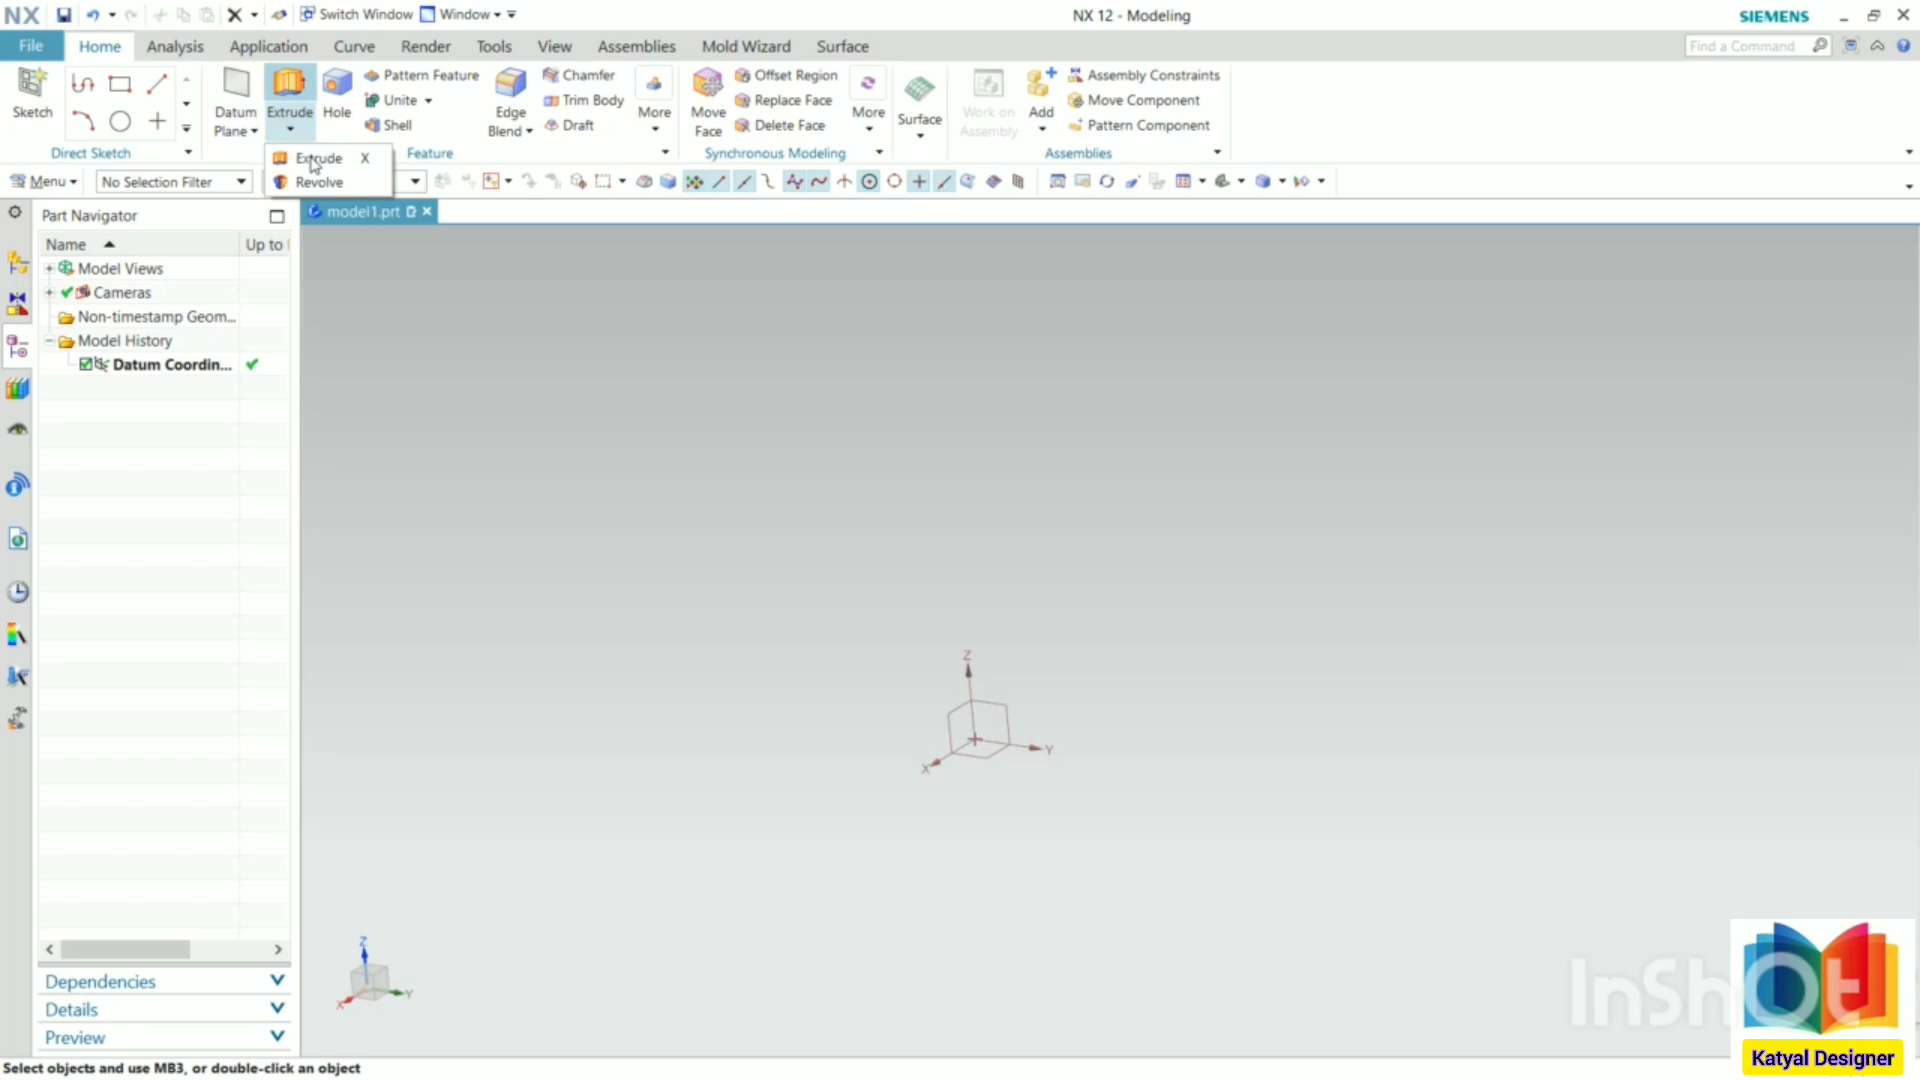 NX Switch Window Window NX 12 - Modeling SIEMENS
File Home Analysis Application Curve Render Tools View Assemblies Mold Wizard Surface Find a Command
Sketch
Datum Plane
Extrude
Hole
Pattern Feature
Unite
Shell
Edge Blend
Chamfer
Trim Body
Draft
More
Move Face
Offset Region
Replace Face
Delete Face
More
Surface
Work on Assembly
Add
Assembly Constraints
Move Component
Pattern Component
Direct Sketch Feature Synchronous Modeling Assemblies
Extrude X
Revolve
Menu No Selection Filter
Part Navigator model1.prt
Name Up to
Model Views
Cameras
Non-timestamp Geom...
Model History
Datum Coordin...
Z
Y
X
Z
Y
X
Dependencies
Details
Preview
InShOt
Katyal Designer
Select objects and use MB3, or double-click an object